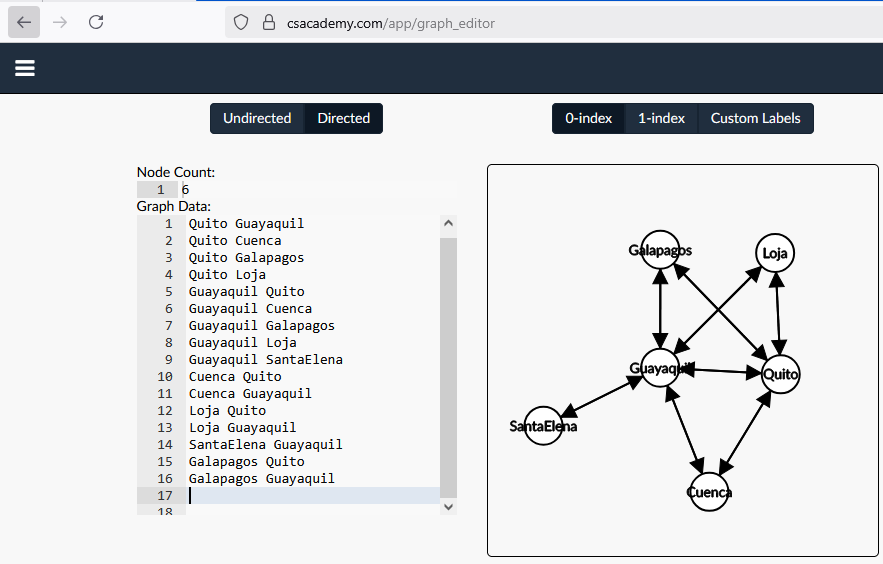 csacademy.com/app/graph_editor
Undirected Directed
0-index 1-index Custom Labels
Node Count:
1 6
Graph Data:
1 Quito Guayaquil
2 Quito Cuenca
3 Quito Galapagos
4 Quito Loja
5 Guayaquil Quito
6 Guayaquil Cuenca
7 Guayaquil Galapagos
8 Guayaquil Loja
9 Guayaquil SantaElena
10 Cuenca Quito
11 Cuenca Guayaquil
12 Loja Quito
13 Loja Guayaquil
14 SantaElena Guayaquil
15 Galapagos Quito
16 Galapagos Guayaquil
17
18
Galapagos
Loja
Guayaquil
Quito
SantaElena
Cuenca